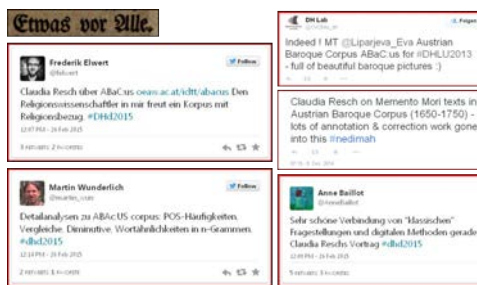 Etwas vor Alle.
Frederik Elwert
Follow
Claudia Resch über ABaC:us oeaw.ac.at/icltt/abacus Den
Religionswissenschaftler in mir freut ein Korpus mit
Religionsbezug. #DHd2015
Martin Wunderlich
@martin_wun
Follow
Detailanalysen zu ABAc:US corpus: POS-Häufigkeiten.
Vergleiche, Diminutive, Wortähnlichkeiten in n-Grammen.
#dhd2015
DH Lab
Folgen
Indeed ! MT @Liparjeva_Eva Austrian
Baroque Corpus ABaC:us for #DHLU2013
- full of beautiful baroque pictures :)
Claudia Resch on Memento Mori texts in
Austrian Baroque Corpus (1650-1750) -
lots of annotation & correction work gone
into this #nedimah
Anne Baillot
@AnneBaillot
Follow
Sehr schöne Verbindung von "klassischen"
Fragestellungen und digitalen Methoden gerade
Claudia Reschs Vortrag #dhd2015